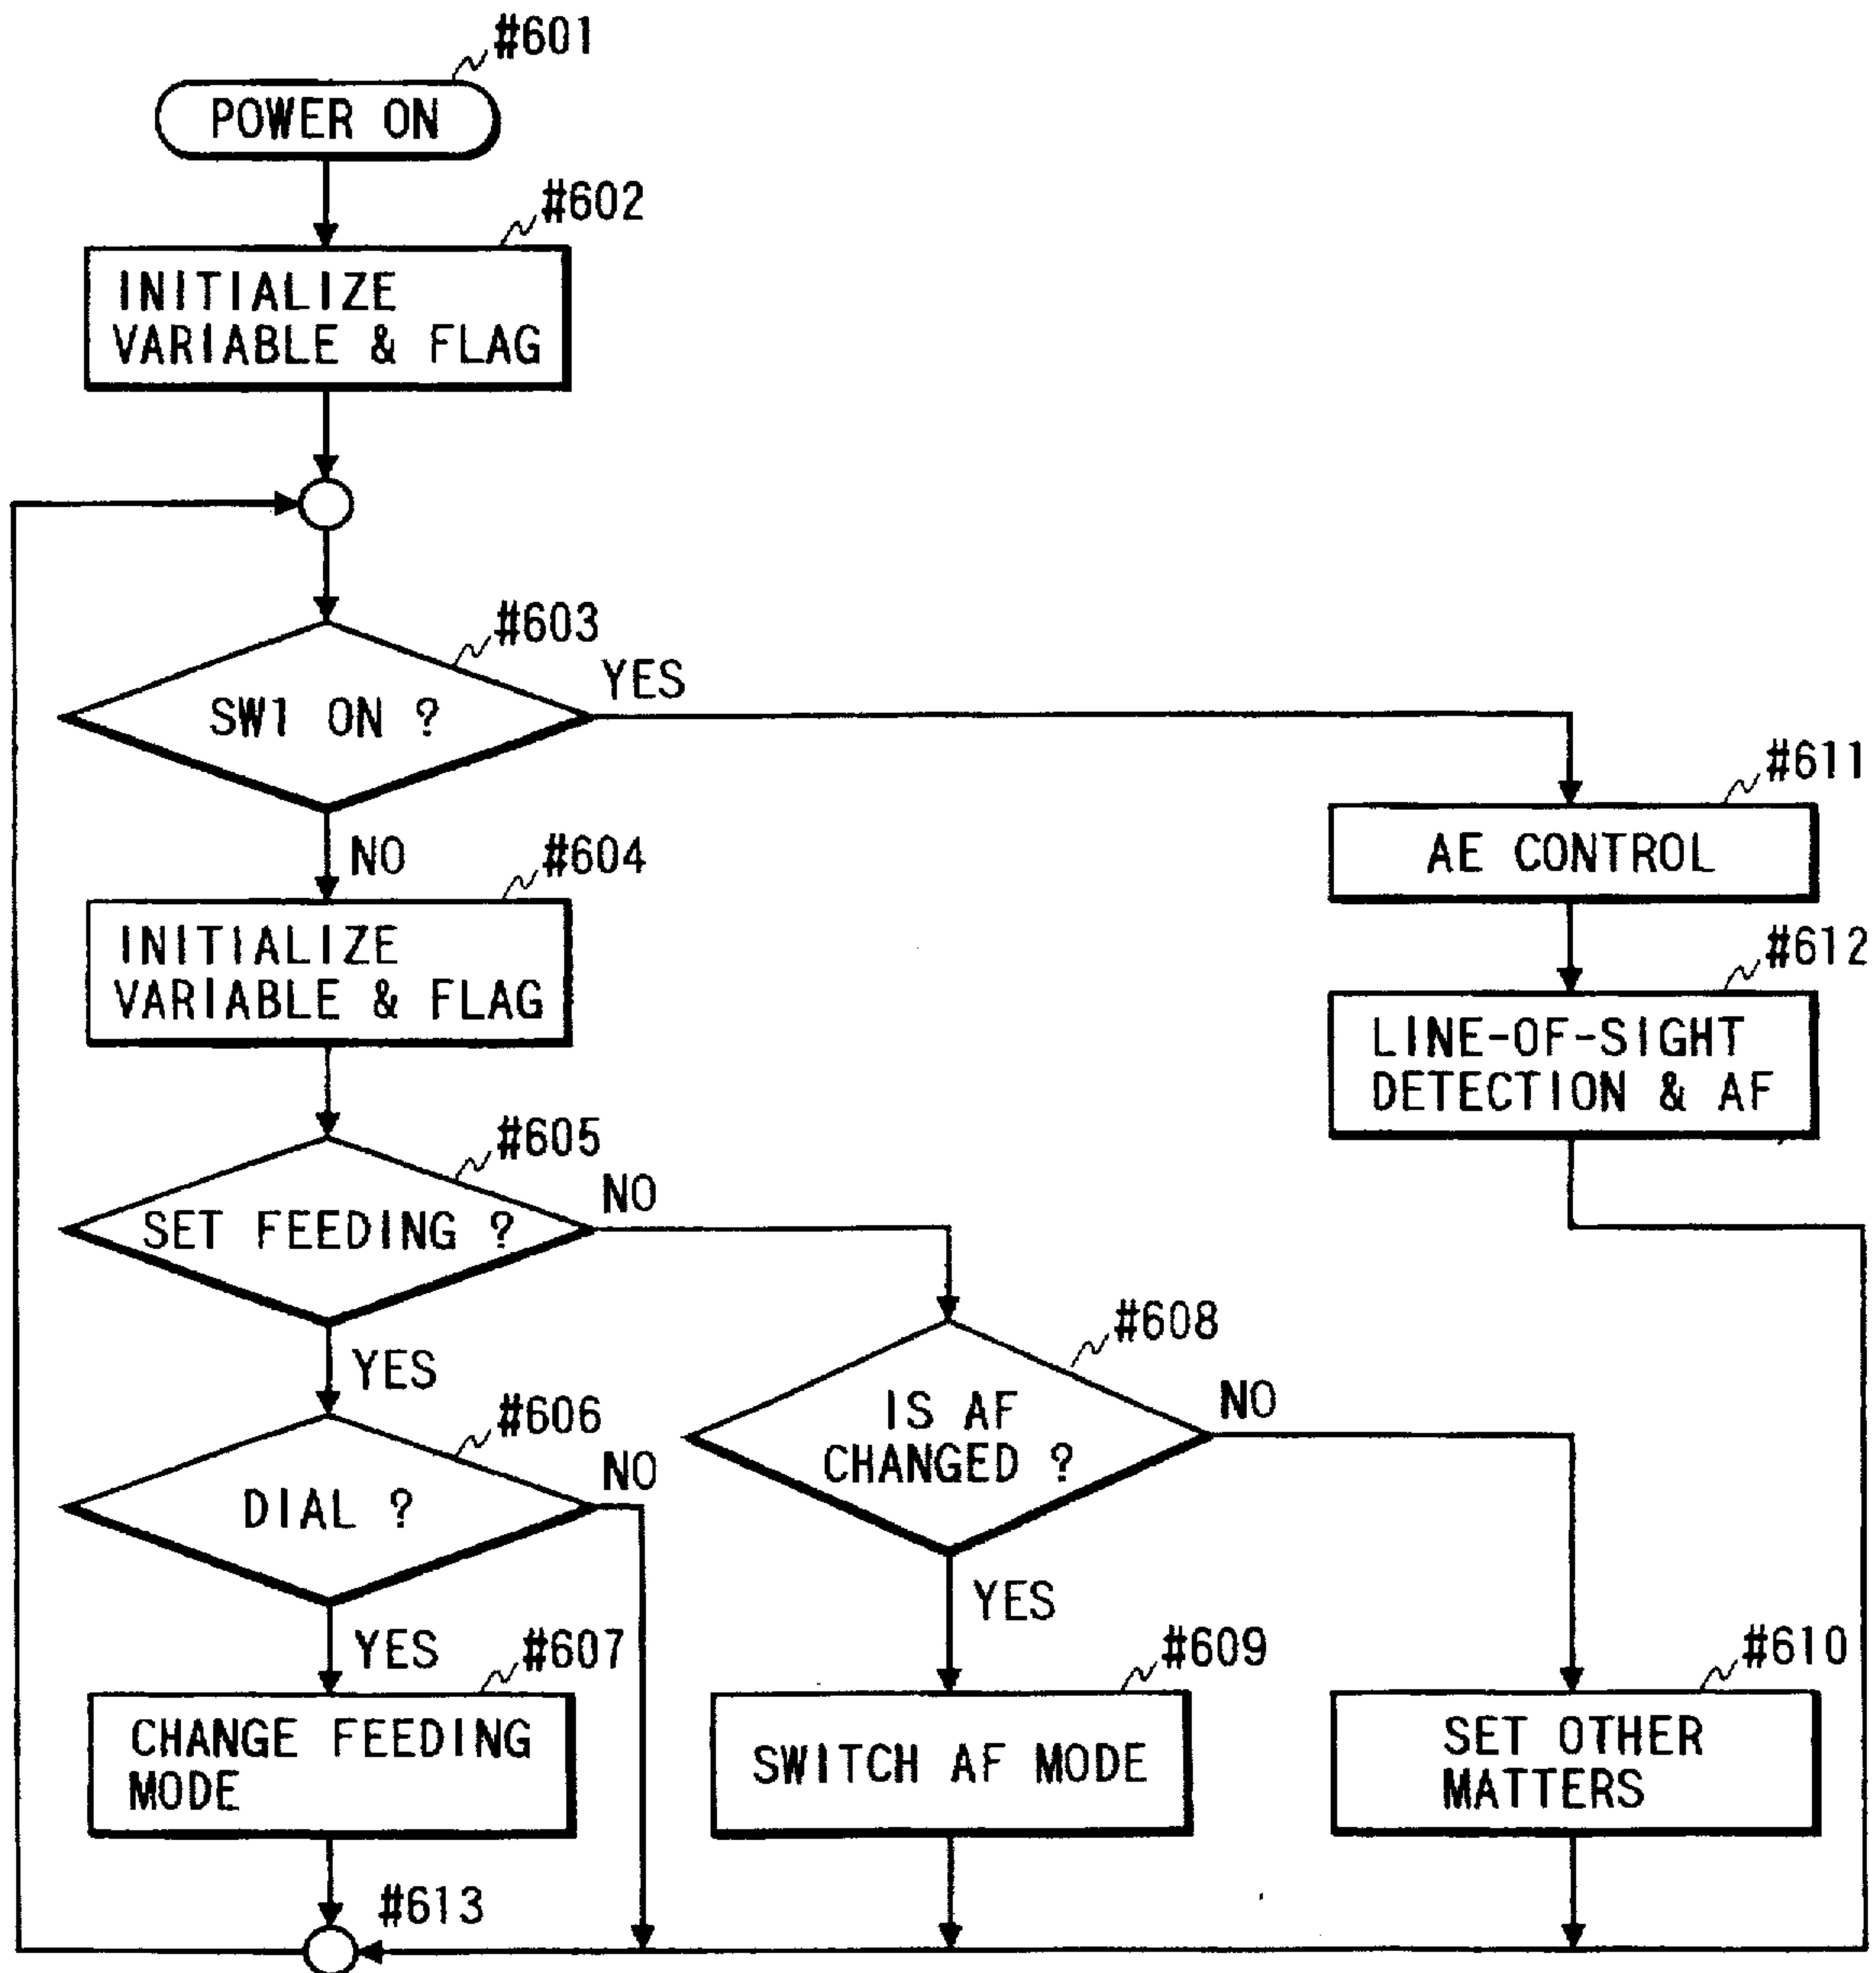 #601
POWER ON
#602
INITIALIZE
VARIABLE & FLAG
#603
SW1 ON ?
YES
NO
#604
INITIALIZE
VARIABLE & FLAG
#611
AE CONTROL
#612
LINE-OF-SIGHT
DETECTION & AF
#605
SET FEEDING ?
NO
YES
#606
DIAL ?
NO
YES
#607
CHANGE FEEDING
MODE
#608
IS AF
CHANGED ?
NO
YES
#609
SWITCH AF MODE
#610
SET OTHER
MATTERS
#613